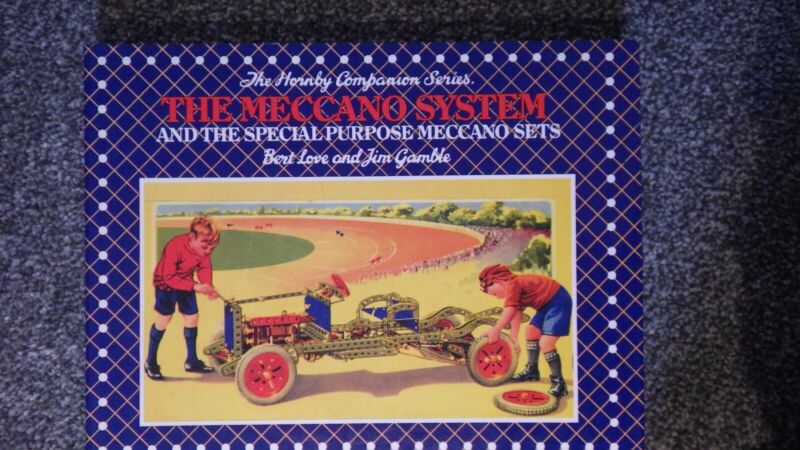 The Hornby Companion Series.
THE MECCANO SYSTEM
AND THE SPECIAL PURPOSE MECCANO SETS
Bert Love and Jim Gamble